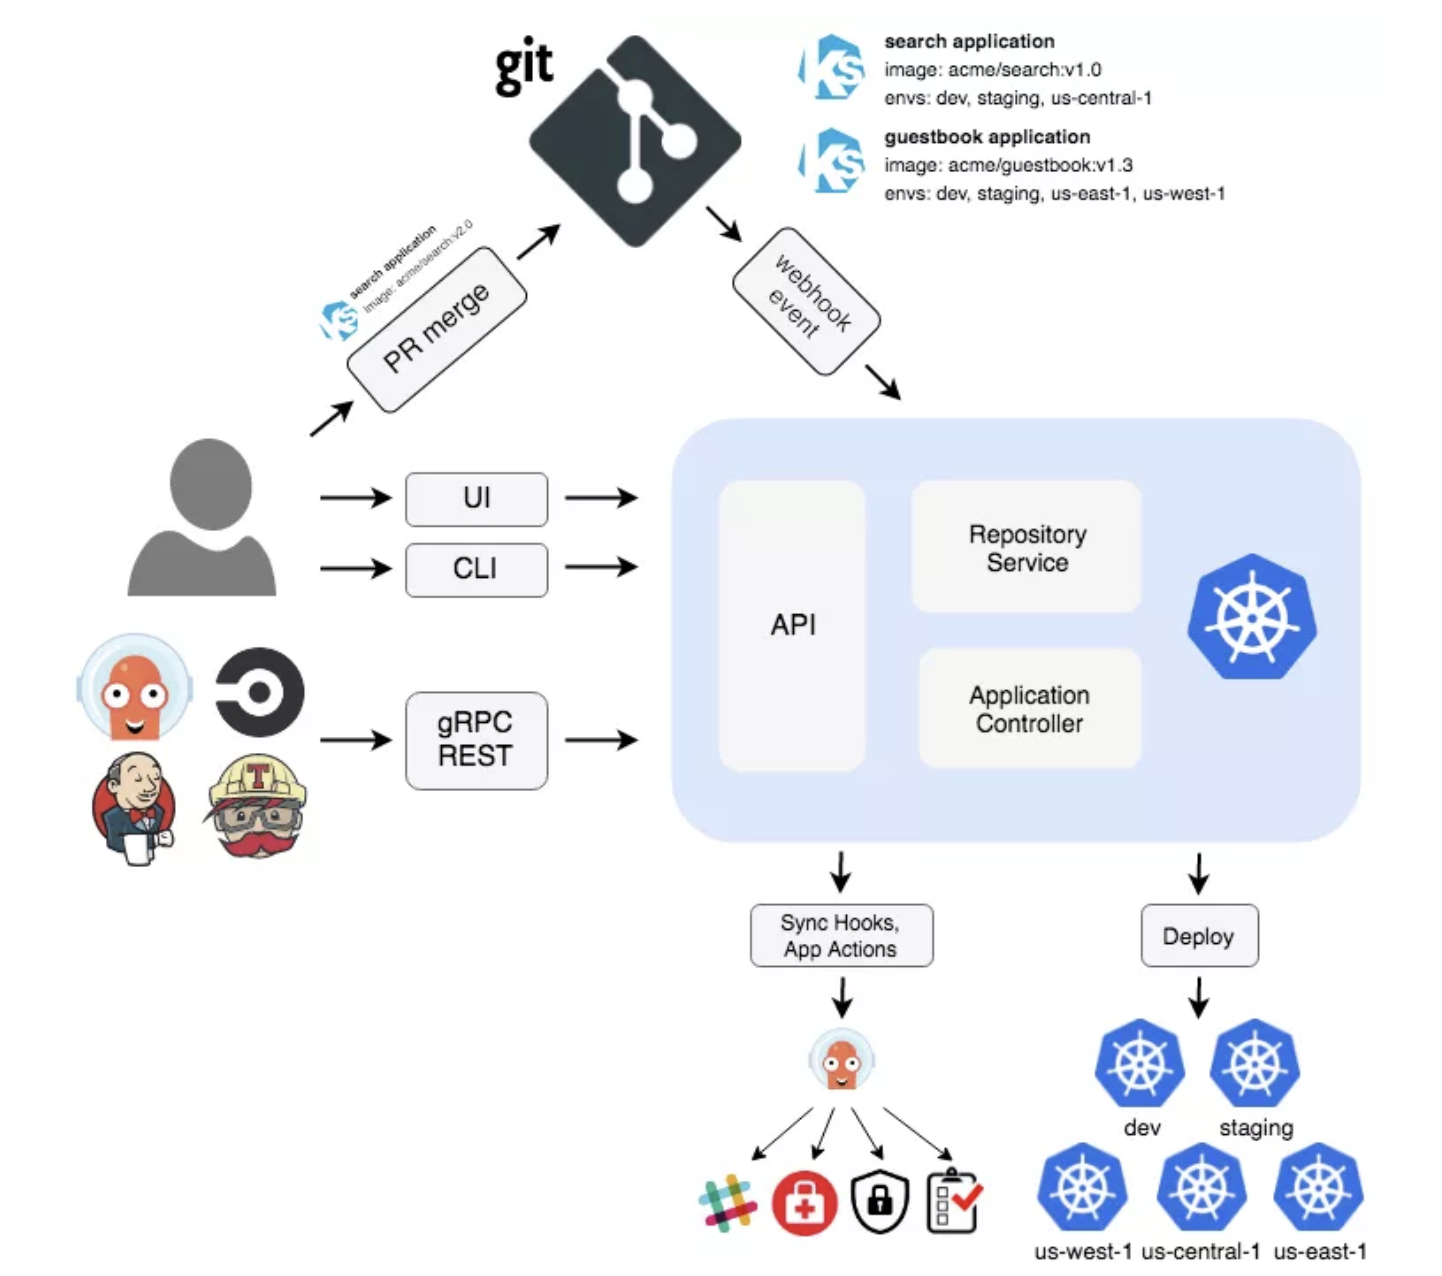 git
search application
image: acme/search:v1.0
envs: dev, staging, us-central-1
guestbook application
image: acme/guestbook:v1.3
envs: dev, staging, us-east-1, us-west-1
Ks
Ks
search application
image: acme/search:v2.0
Ks
PR merge
webhook
event
UI
CLI
gRPC
REST
T
API
Repository
Service
Application
Controller
Sync Hooks,
App Actions
Deploy
dev
staging
us-west-1
us-central-1
us-east-1